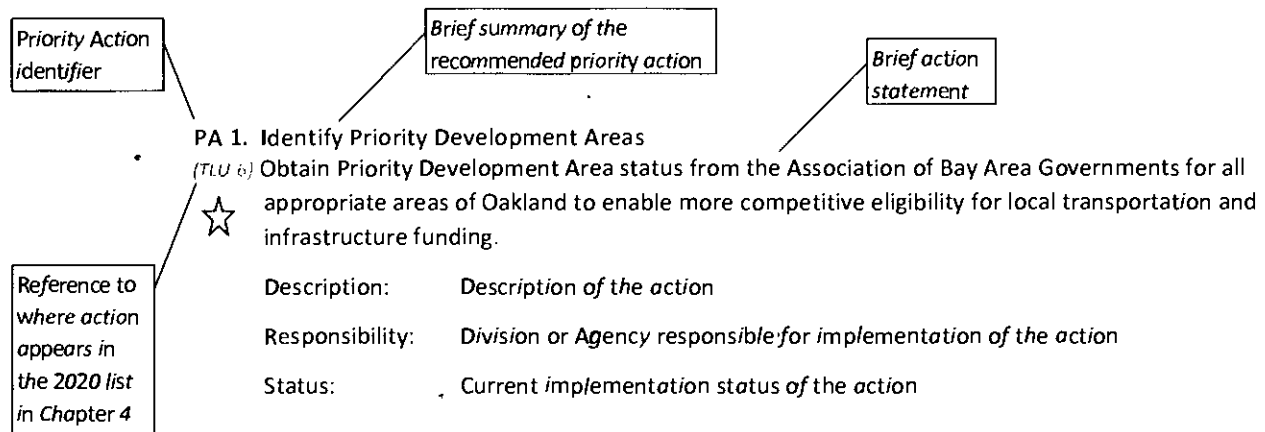 Priority Action
identifier
Brief summary of the
recommended priority action
Brief action
statement
PA 1. Identify Priority Development Areas
(TLU 6) Obtain Priority Development Area status from the Association of Bay Area Governments for all
appropriate areas of Oakland to enable more competitive eligibility for local transportation and
infrastructure funding.
Reference to
where action
appears in
the 2020 list
in Chapter 4
Description: Description of the action
Responsibility: Division or Agency responsible for implementation of the action
Status: Current implementation status of the action